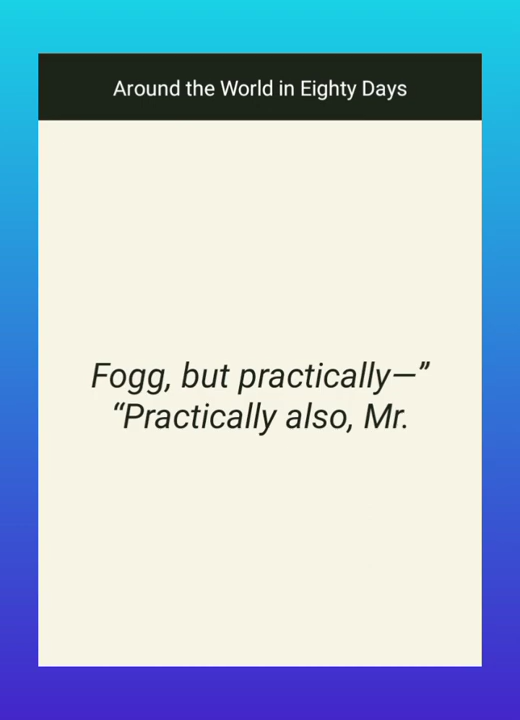 Around the World in Eighty Days
Fogg, but practically—”
“Practically also, Mr.